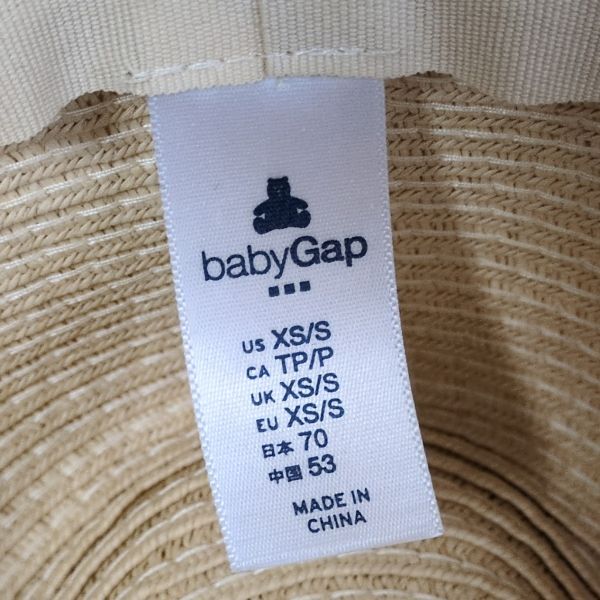 babyGap
US XS/S
CA TP/P
UK XS/S
EU XS/S
日本 70
中国 53
MADE IN
CHINA